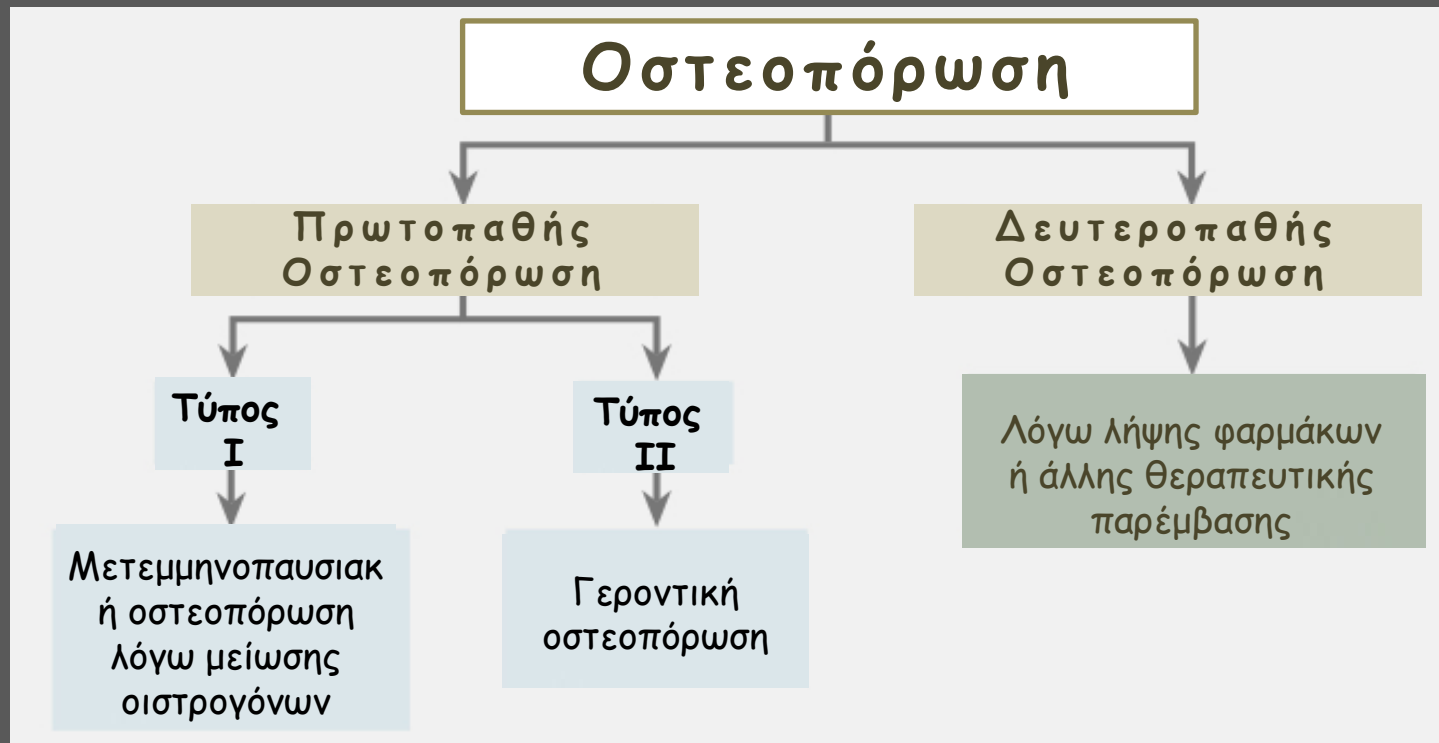 Οστεοπόρωση
Πρωτοπαθής
Οστεοπόρωση
Δευτεροπαθής
Οστεοπόρωση
Τύπος
I
Τύπος
II
Λόγω λήψης φαρμάκων
ή άλλης θεραπευτικής
παρέμβασης
Μετεμμηνοπαυσιακ
ή οστεοπόρωση
λόγω μείωσης
οιστρογόνων
Γεροντική
οστεοπόρωση